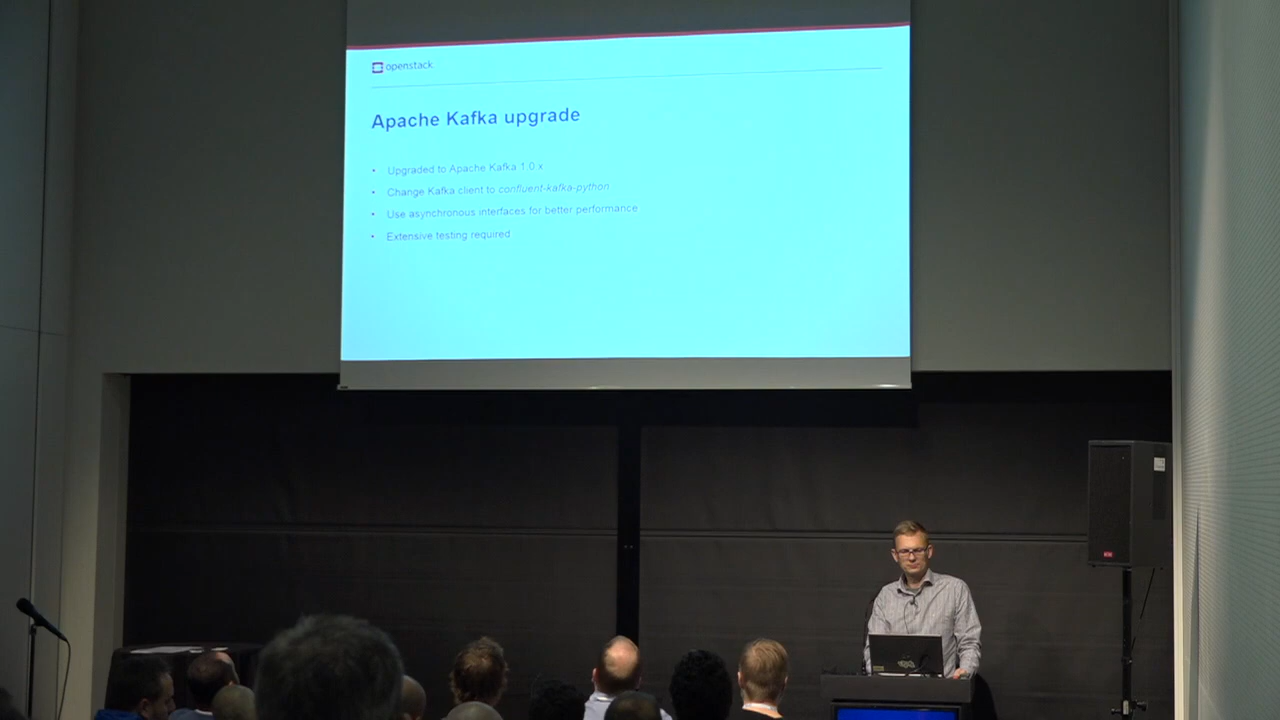 openstack.
Apache Kafka upgrade
• Upgraded to Apache Kafka 1.0.x
• Change Kafka client to confluent-kafka-python
• Use asynchronous interfaces for better performance
• Extensive testing required